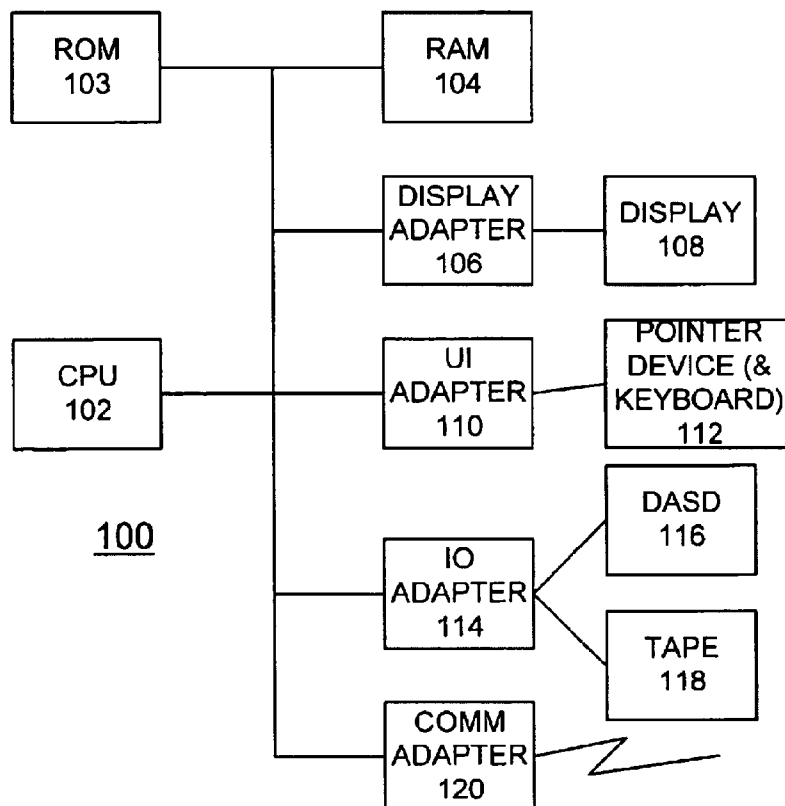 ROM
103
RAM
104
DISPLAY
ADAPTER
106
DISPLAY
108
CPU
102
UI
ADAPTER
110
POINTER
DEVICE (&
KEYBOARD)
112
100
IO
ADAPTER
114
DASD
116
TAPE
118
COMM
ADAPTER
120